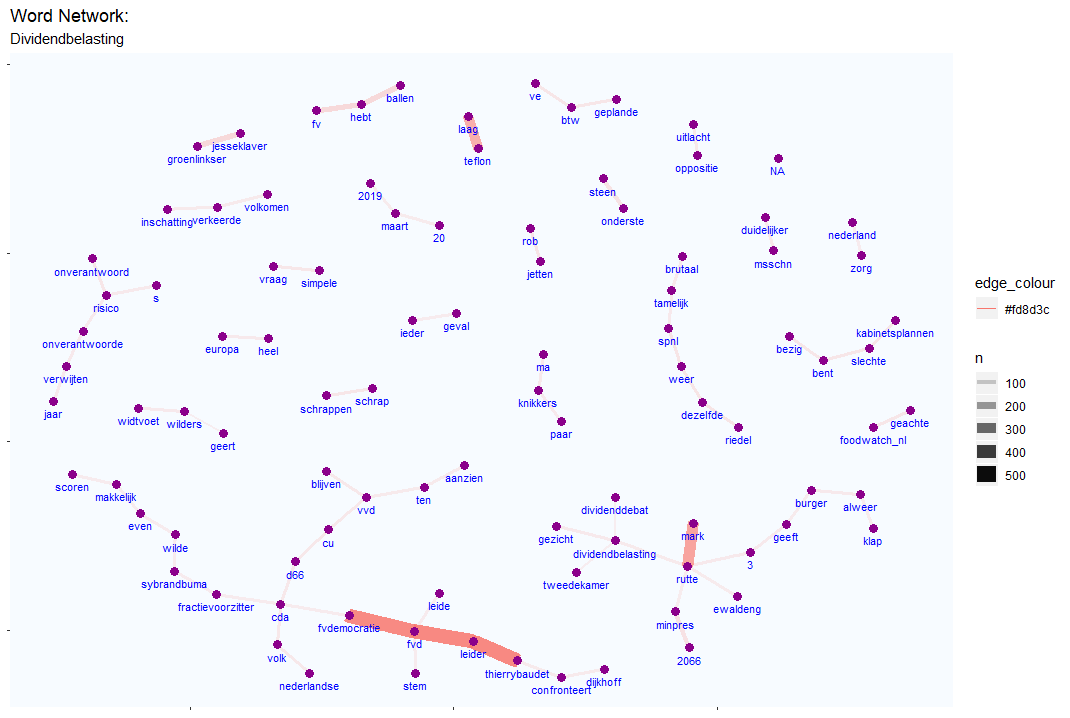 Word Network:
Dividendbelasting
ballen
ve
hebt
btw
geplande
fv
laag
uitlacht
jesseklaver
groenlinkser
teflon
oppositie
NA
2019
steen
volkomen
inschatting
verkeerde
maart
onderste
20
duidelijker
nederland
rob
msschn
zorg
onverantwoord
vraag
simpele
jetten
brutaal
s
risico
tamelijk
edge_colour
#fd8d3c
ieder
geval
kabinetsplannen
onverantwoorde
europa
heel
spnl
bezig
slechte
n
ma
bent
verwijten
weer
100
schrappen
schrap
knikkers
200
jaar
dezelfde
widtvoet
wilders
paar
geachte
300
geert
riedel
foodwatch_nl
400
scoren
blijven
aanzien
500
makkelijk
ten
burger
alweer
vvd
dividenddebat
even
mark
geeft
klap
cu
gezicht
wilde
dividendbelasting
3
d66
tweedekamer
rutte
sybrandbuma
fractievoorzitter
leide
ewaldeng
cda
fvdemocratie
minpres
fvd
leider
volk
2066
thierrybaudet
nederlandse
stem
confronteert
dijkhoff